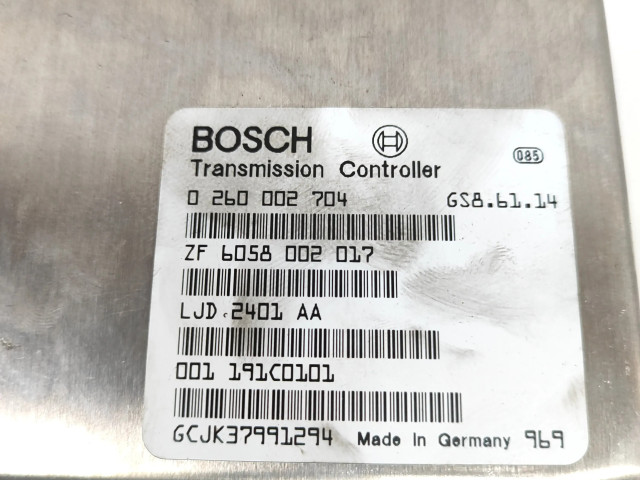 BOSCH
085
Transmission Controller
0 260 002 704 GS8.61.14
ZF 6058 002 017
LJD 2401 AA
001 191C0101
GCJK37991294 Made in Germany 969